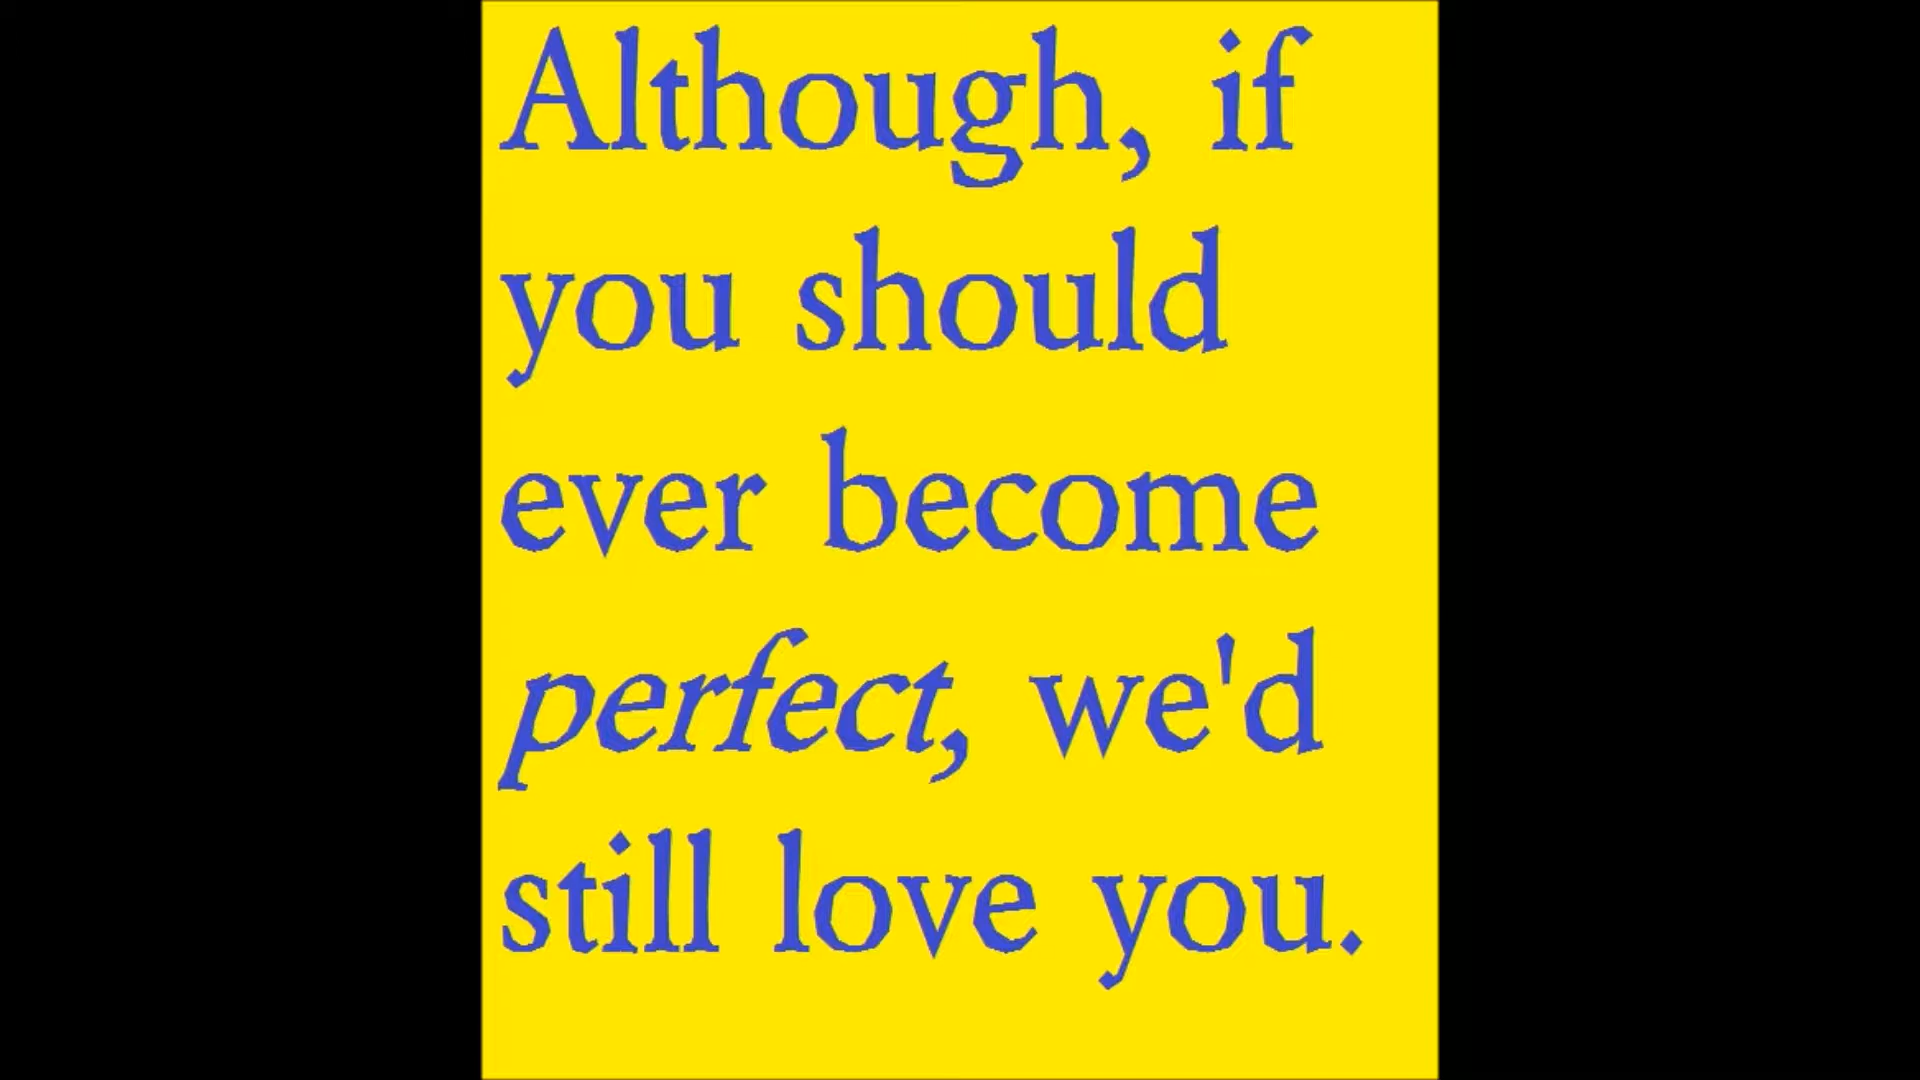 Although, if
you should
ever become
perfect, we'd
still love you.